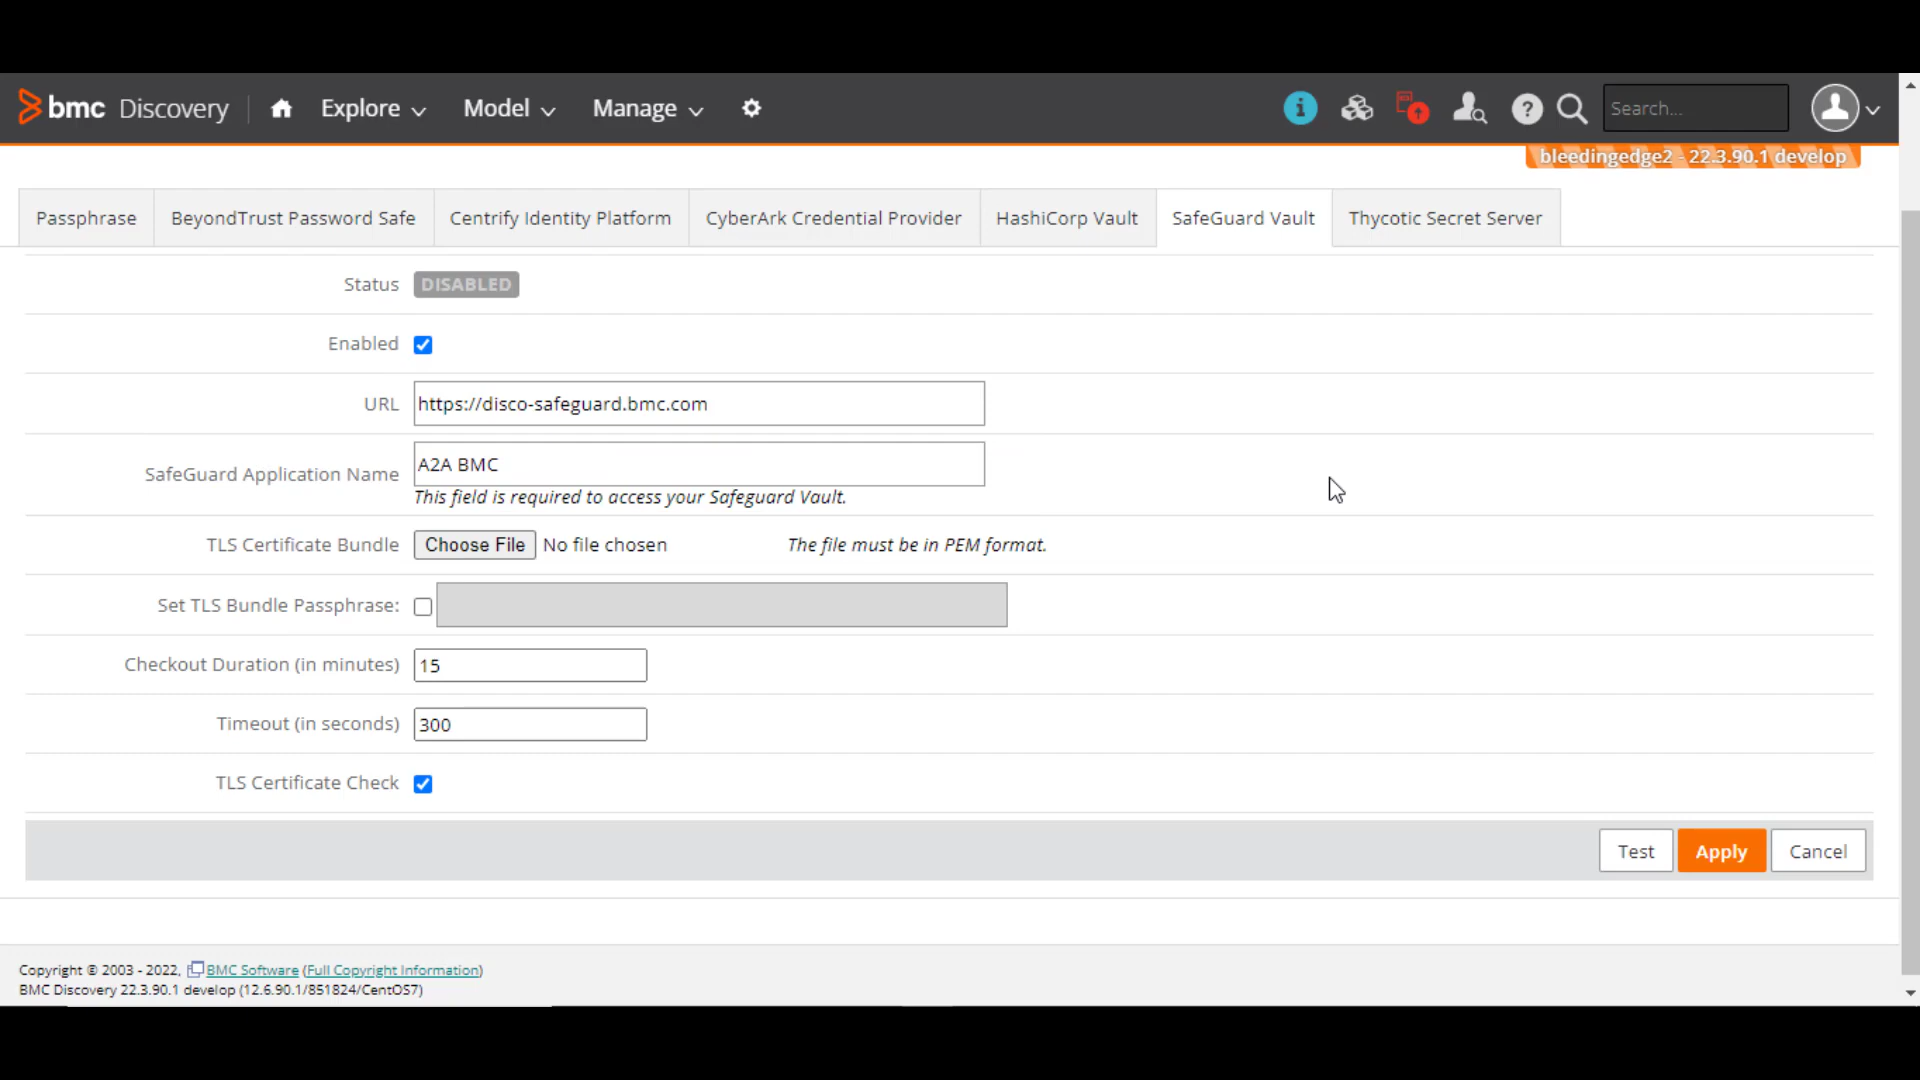 bmc Discovery Explore Model Manage Search...
bleedingedge2 - 22.3.90.1 develop
Passphrase BeyondTrust Password Safe Centrify Identity Platform CyberArk Credential Provider HashiCorp Vault SafeGuard Vault Thycotic Secret Server
Status DISABLED
Enabled
URL https://disco-safeguard.bmc.com
SafeGuard Application Name A2A BMC
This field is required to access your Safeguard Vault.
TLS Certificate Bundle Choose File No file chosen The file must be in PEM format.
Set TLS Bundle Passphrase:
Checkout Duration (in minutes) 15
Timeout (in seconds) 300
TLS Certificate Check
Test Apply Cancel
Copyright © 2003 - 2022, BMC Software (Full Copyright Information)
BMC Discovery 22.3.90.1 develop (12.6.90.1/851824/CentOS7)